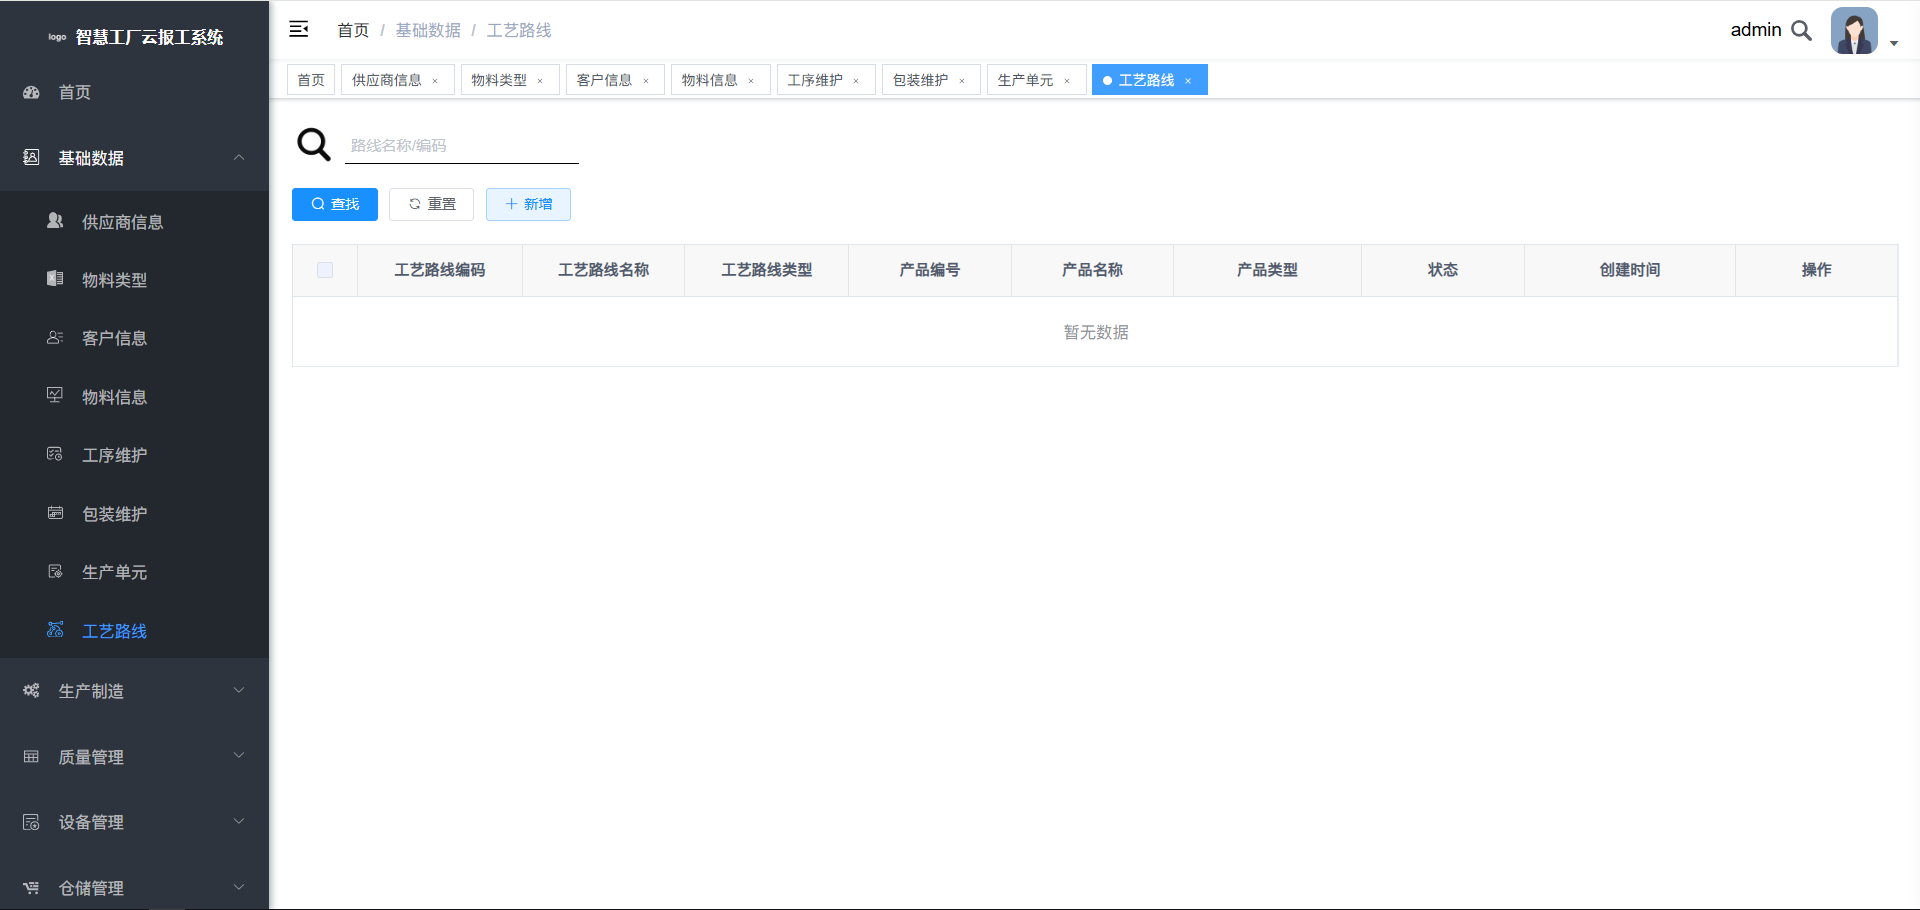 logo 智慧工厂云报工系统
首页
基础数据
供应商信息
物料类型
客户信息
物料信息
工序维护
包装维护
生产单元
工艺路线
生产制造
质量管理
设备管理
仓储管理
首页 / 基础数据 / 工艺路线
admin
首页 供应商信息 × 物料类型 × 客户信息 × 物料信息 × 工序维护 × 包装维护 × 生产单元 × 工艺路线 ×
路线名称/编码
查找 重置 新增
工艺路线编码 工艺路线名称 工艺路线类型 产品编号 产品名称 产品类型 状态 创建时间 操作
暂无数据